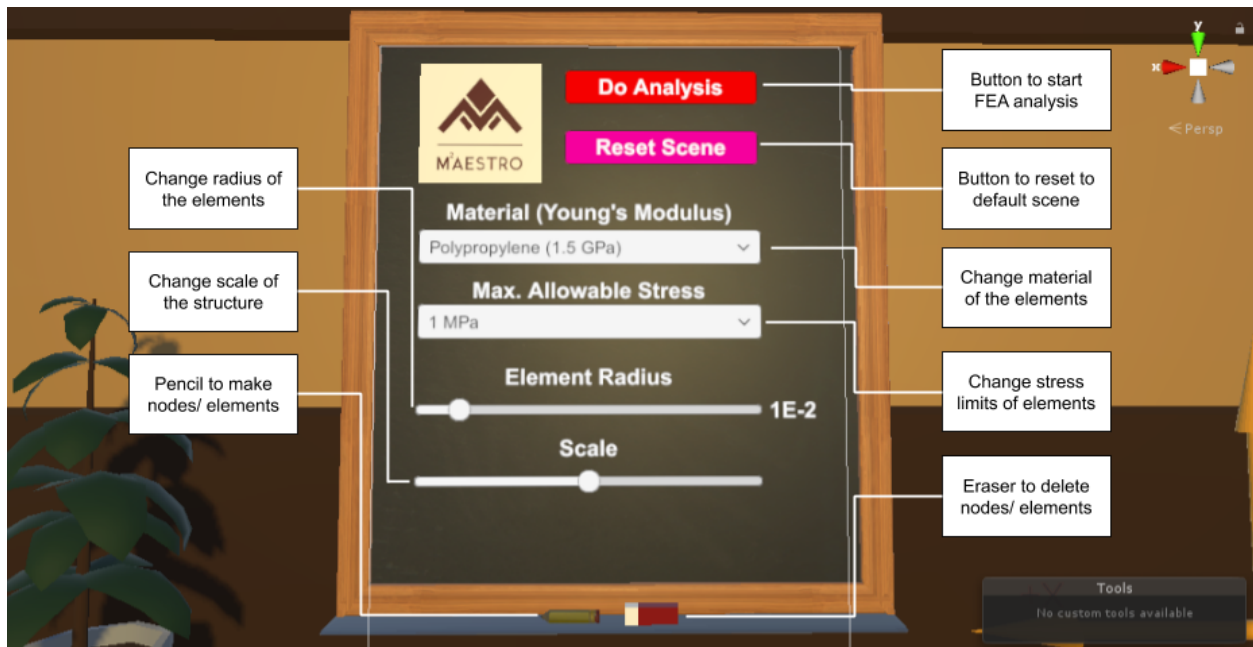 y
x
Persp
Do Analysis
Reset Scene
M²AESTRO
Material (Young's Modulus)
Polypropylene (1.5 GPa)
Max. Allowable Stress
1 MPa
Element Radius
1E-2
Scale
Change radius of
the elements
Change scale of
the structure
Pencil to make
nodes/ elements
Button to start
FEA analysis
Button to reset to
default scene
Change material
of the elements
Change stress
limits of elements
Eraser to delete
nodes/ elements
Tools
No custom tools available